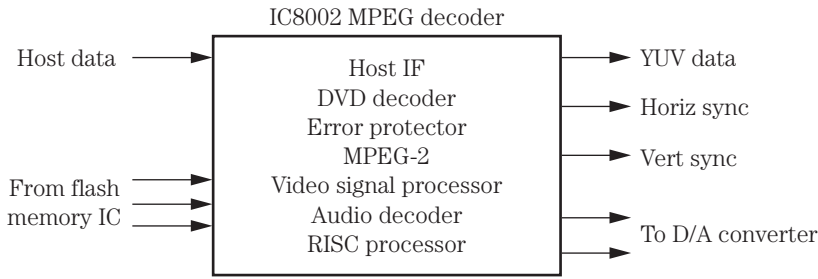 IC8002 MPEG decoder
Host data
From flash
memory IC
Host IF
DVD decoder
Error protector
MPEG-2
Video signal processor
Audio decoder
RISC processor
YUV data
Horiz sync
Vert sync
To D/A converter